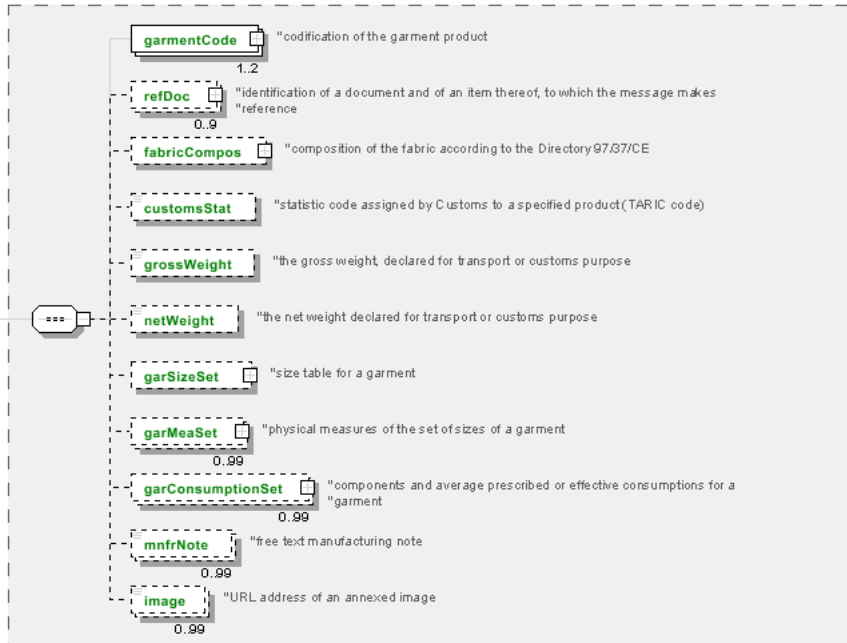 garmentCode "codification of the garment product
1..2
refDoc "identification of a document and of an item thereof, to which the message makes
"reference
0..9
fabricCompos "composition of the fabric according to the Directory 97/37/CE
customsStat "statistic code assigned by Customs to a specified product (TARIC code)
grossWeight "the gross weight, declared for transport or customs purpose
netWeight "the net weight declared for transport or customs purpose
garSizeSet "size table for a garment
garMeaSet "physical measures of the set of sizes of a garment
0..99
garConsumptionSet "components and average prescribed or effective consumptions for a
"garment
0..99
mnfrNote "free text manufacturing note
0..99
image "URL address of an annexed image
0..99